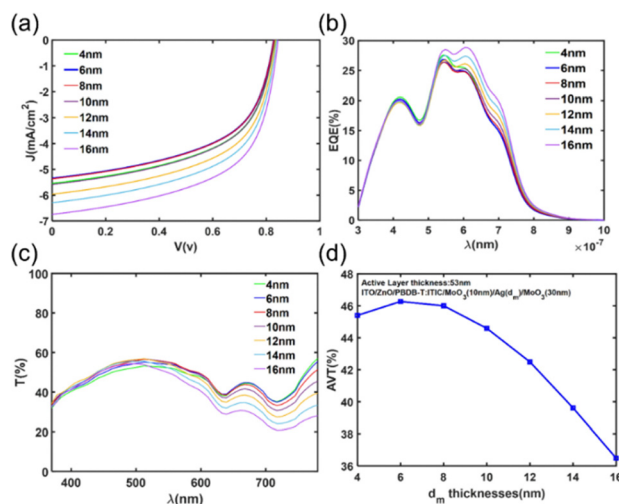 (a)
0
-1
-2
-3
-4
-5
-6
-7
J(mA/cm²)
4nm
6nm
8nm
10nm
12nm
14nm
16nm
0 0.2 0.4 0.6 0.8 1
V(v)
(b)
30
25
20
15
10
5
0
EQE(%)
4nm
6nm
8nm
10nm
12nm
14nm
16nm
3 4 5 6 7 8 9 10
λ(nm)
×10⁻⁷
(c)
100
80
60
40
20
0
T(%)
4nm
6nm
8nm
10nm
12nm
14nm
16nm
400 500 600 700
λ(nm)
(d)
48
46
44
42
40
38
36
AVT(%)
Active Layer thickness:53nm
ITO/ZnO/PBDB-T:ITIC/MoO₃(10nm)/Ag(dₘ)/MoO₃(30nm)
4 6 8 10 12 14 16
dₘ thicknesses(nm)